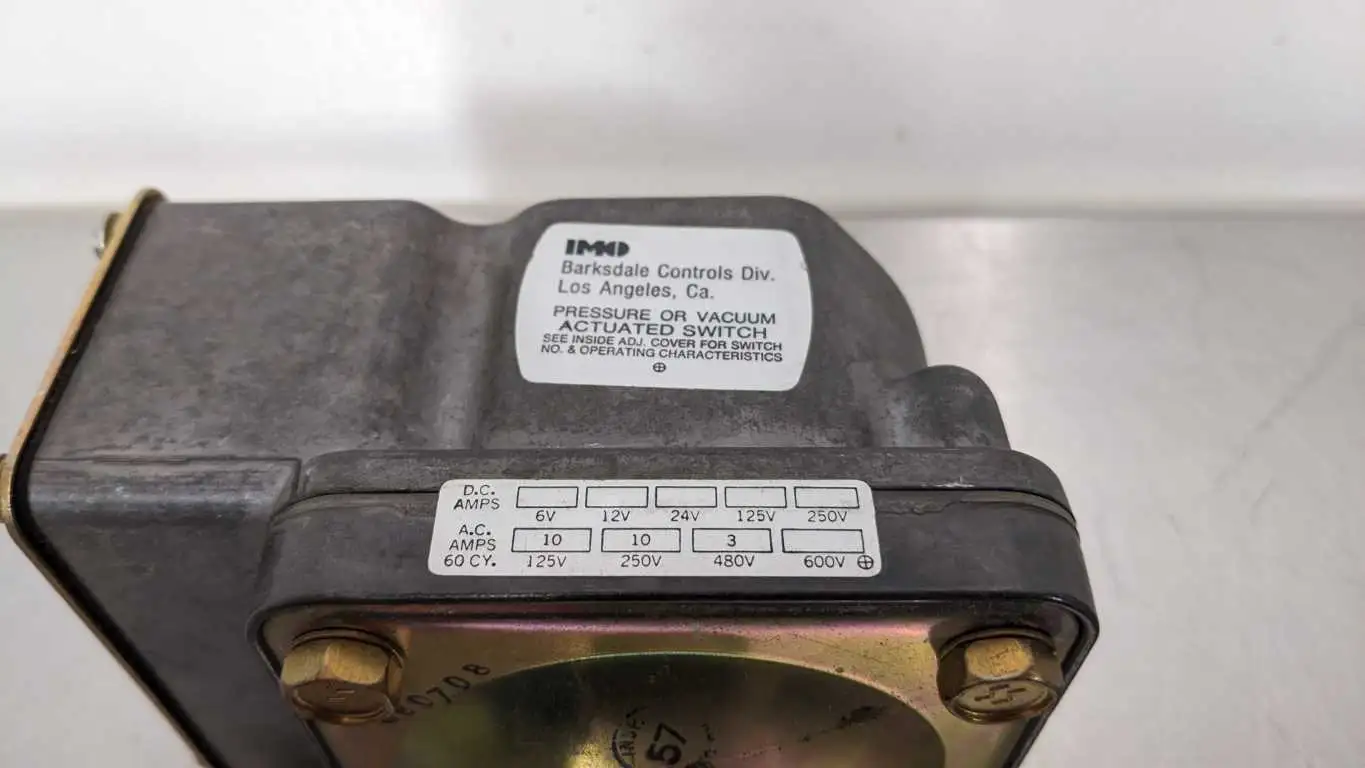 IMO
Barksdale Controls Div.
Los Angeles, Ca.
PRESSURE OR VACUUM
ACTUATED SWITCH
SEE INSIDE ADJ. COVER FOR SWITCH
NO. & OPERATING CHARACTERISTICS
D.C.
AMPS
6V 12V 24V 125V 250V
A.C.
AMPS 10 10 3
60 CY. 125V 250V 480V 600V
57